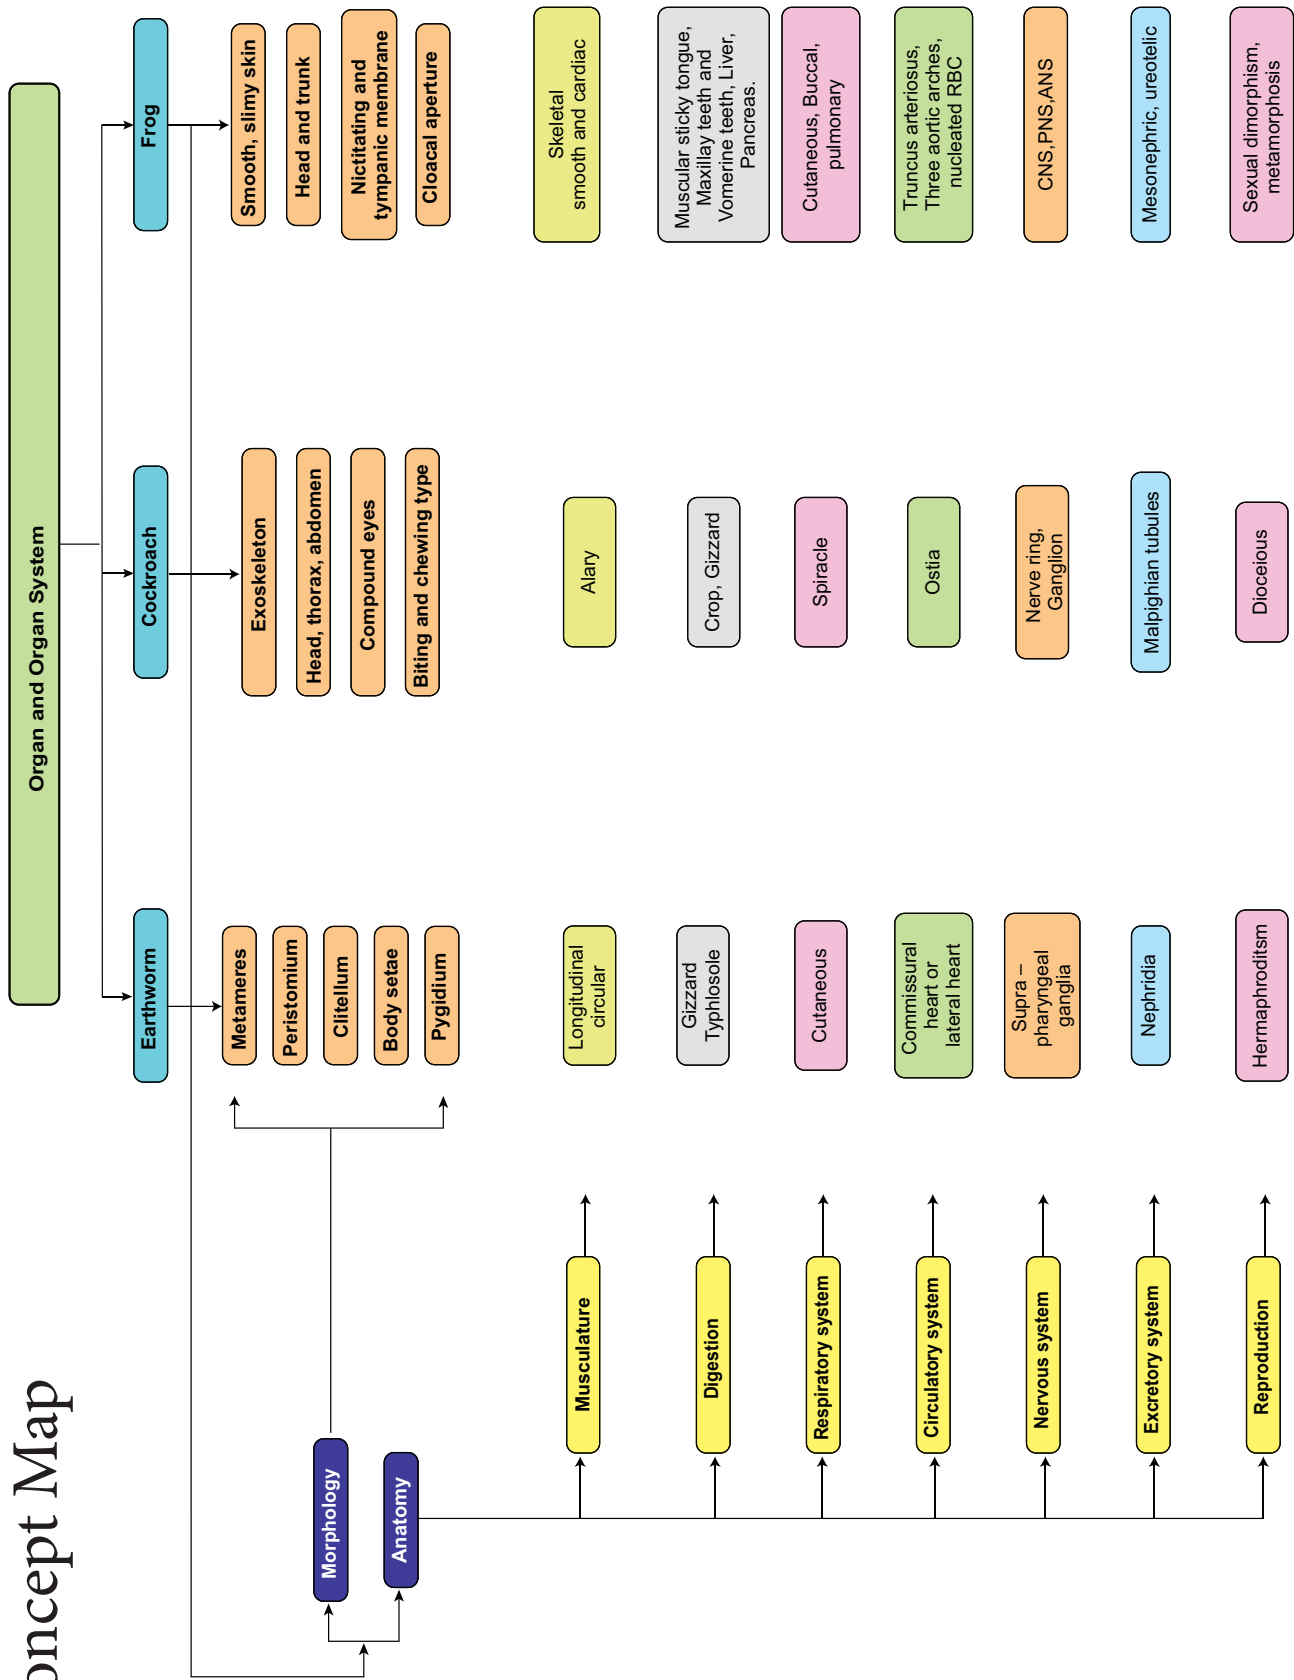 oncept Map
Organ and Organ System
Earthworm
Cockroach
Frog
Morphology
Anatomy
Metameres
Peristomium
Clitellum
Body setae
Pygidium
Exoskeleton
Head, thorax, abdomen
Compound eyes
Biting and chewing type
Smooth, slimy skin
Head and trunk
Nictitating and
tympanic membrane
Cloacal aperture
Musculature
Longitudinal
circular
Alary
Skeletal
smooth and cardiac
Digestion
Gizzard
Typhlosole
Crop, Gizzard
Muscular sticky tongue,
Maxillay teeth and
Vomerine teeth, Liver,
Pancreas.
Respiratory system
Cutaneous
Spiracle
Cutaneous, Buccal,
pulmonary
Circulatory system
Commissural
heart or
lateral heart
Ostia
Truncus arteriosus,
Three aortic arches,
nucleated RBC
Nervous system
Supra –
pharyngeal
ganglia
Nerve ring,
Ganglion
CNS,PNS,ANS
Excretory system
Nephridia
Malpighian tubules
Mesonephric, ureotelic
Reproduction
Hermaphroditsm
Dioceious
Sexual dimorphism,
metamorphosis